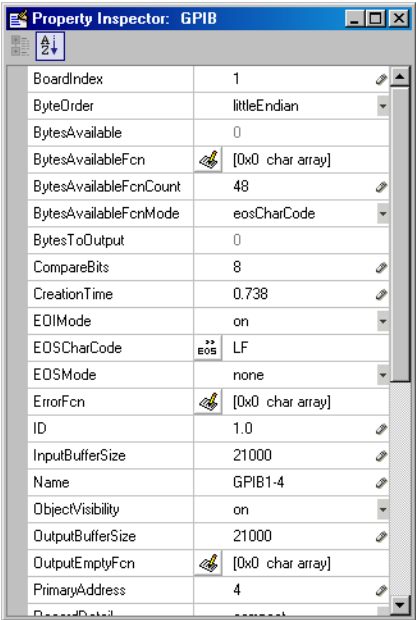 Property Inspector: GPIB
BoardIndex 1
ByteOrder littleEndian
BytesAvailable 0
BytesAvailableFcn [0x0 char array]
BytesAvailableFcnCount 48
BytesAvailableFcnMode eosCharCode
BytesToOutput 0
CompareBits 8
CreationTime 0.738
EOIMode on
EOSCharCode EOS LF
EOSMode none
ErrorFcn [0x0 char array]
ID 1.0
InputBufferSize 21000
Name GPIB1-4
ObjectVisibility on
OutputBufferSize 21000
OutputEmptyFcn [0x0 char array]
PrimaryAddress 4
RecordDetail compact